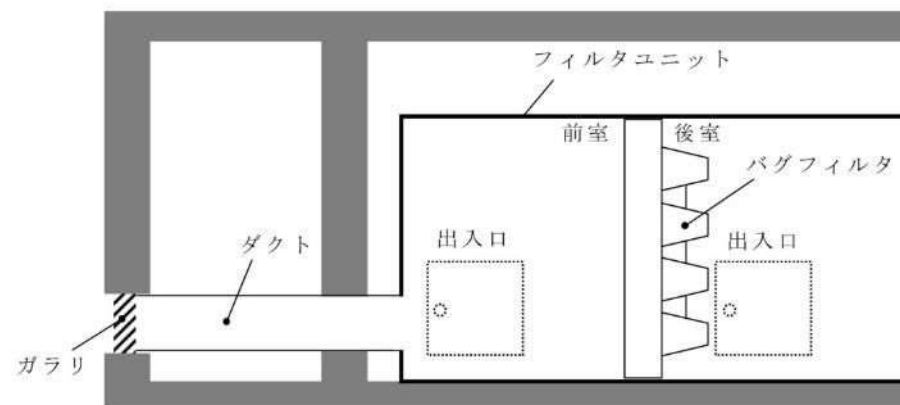 フィルタユニット
前室
後室
バグフィルタ
ダクト
出入口
出入口
ガラリ